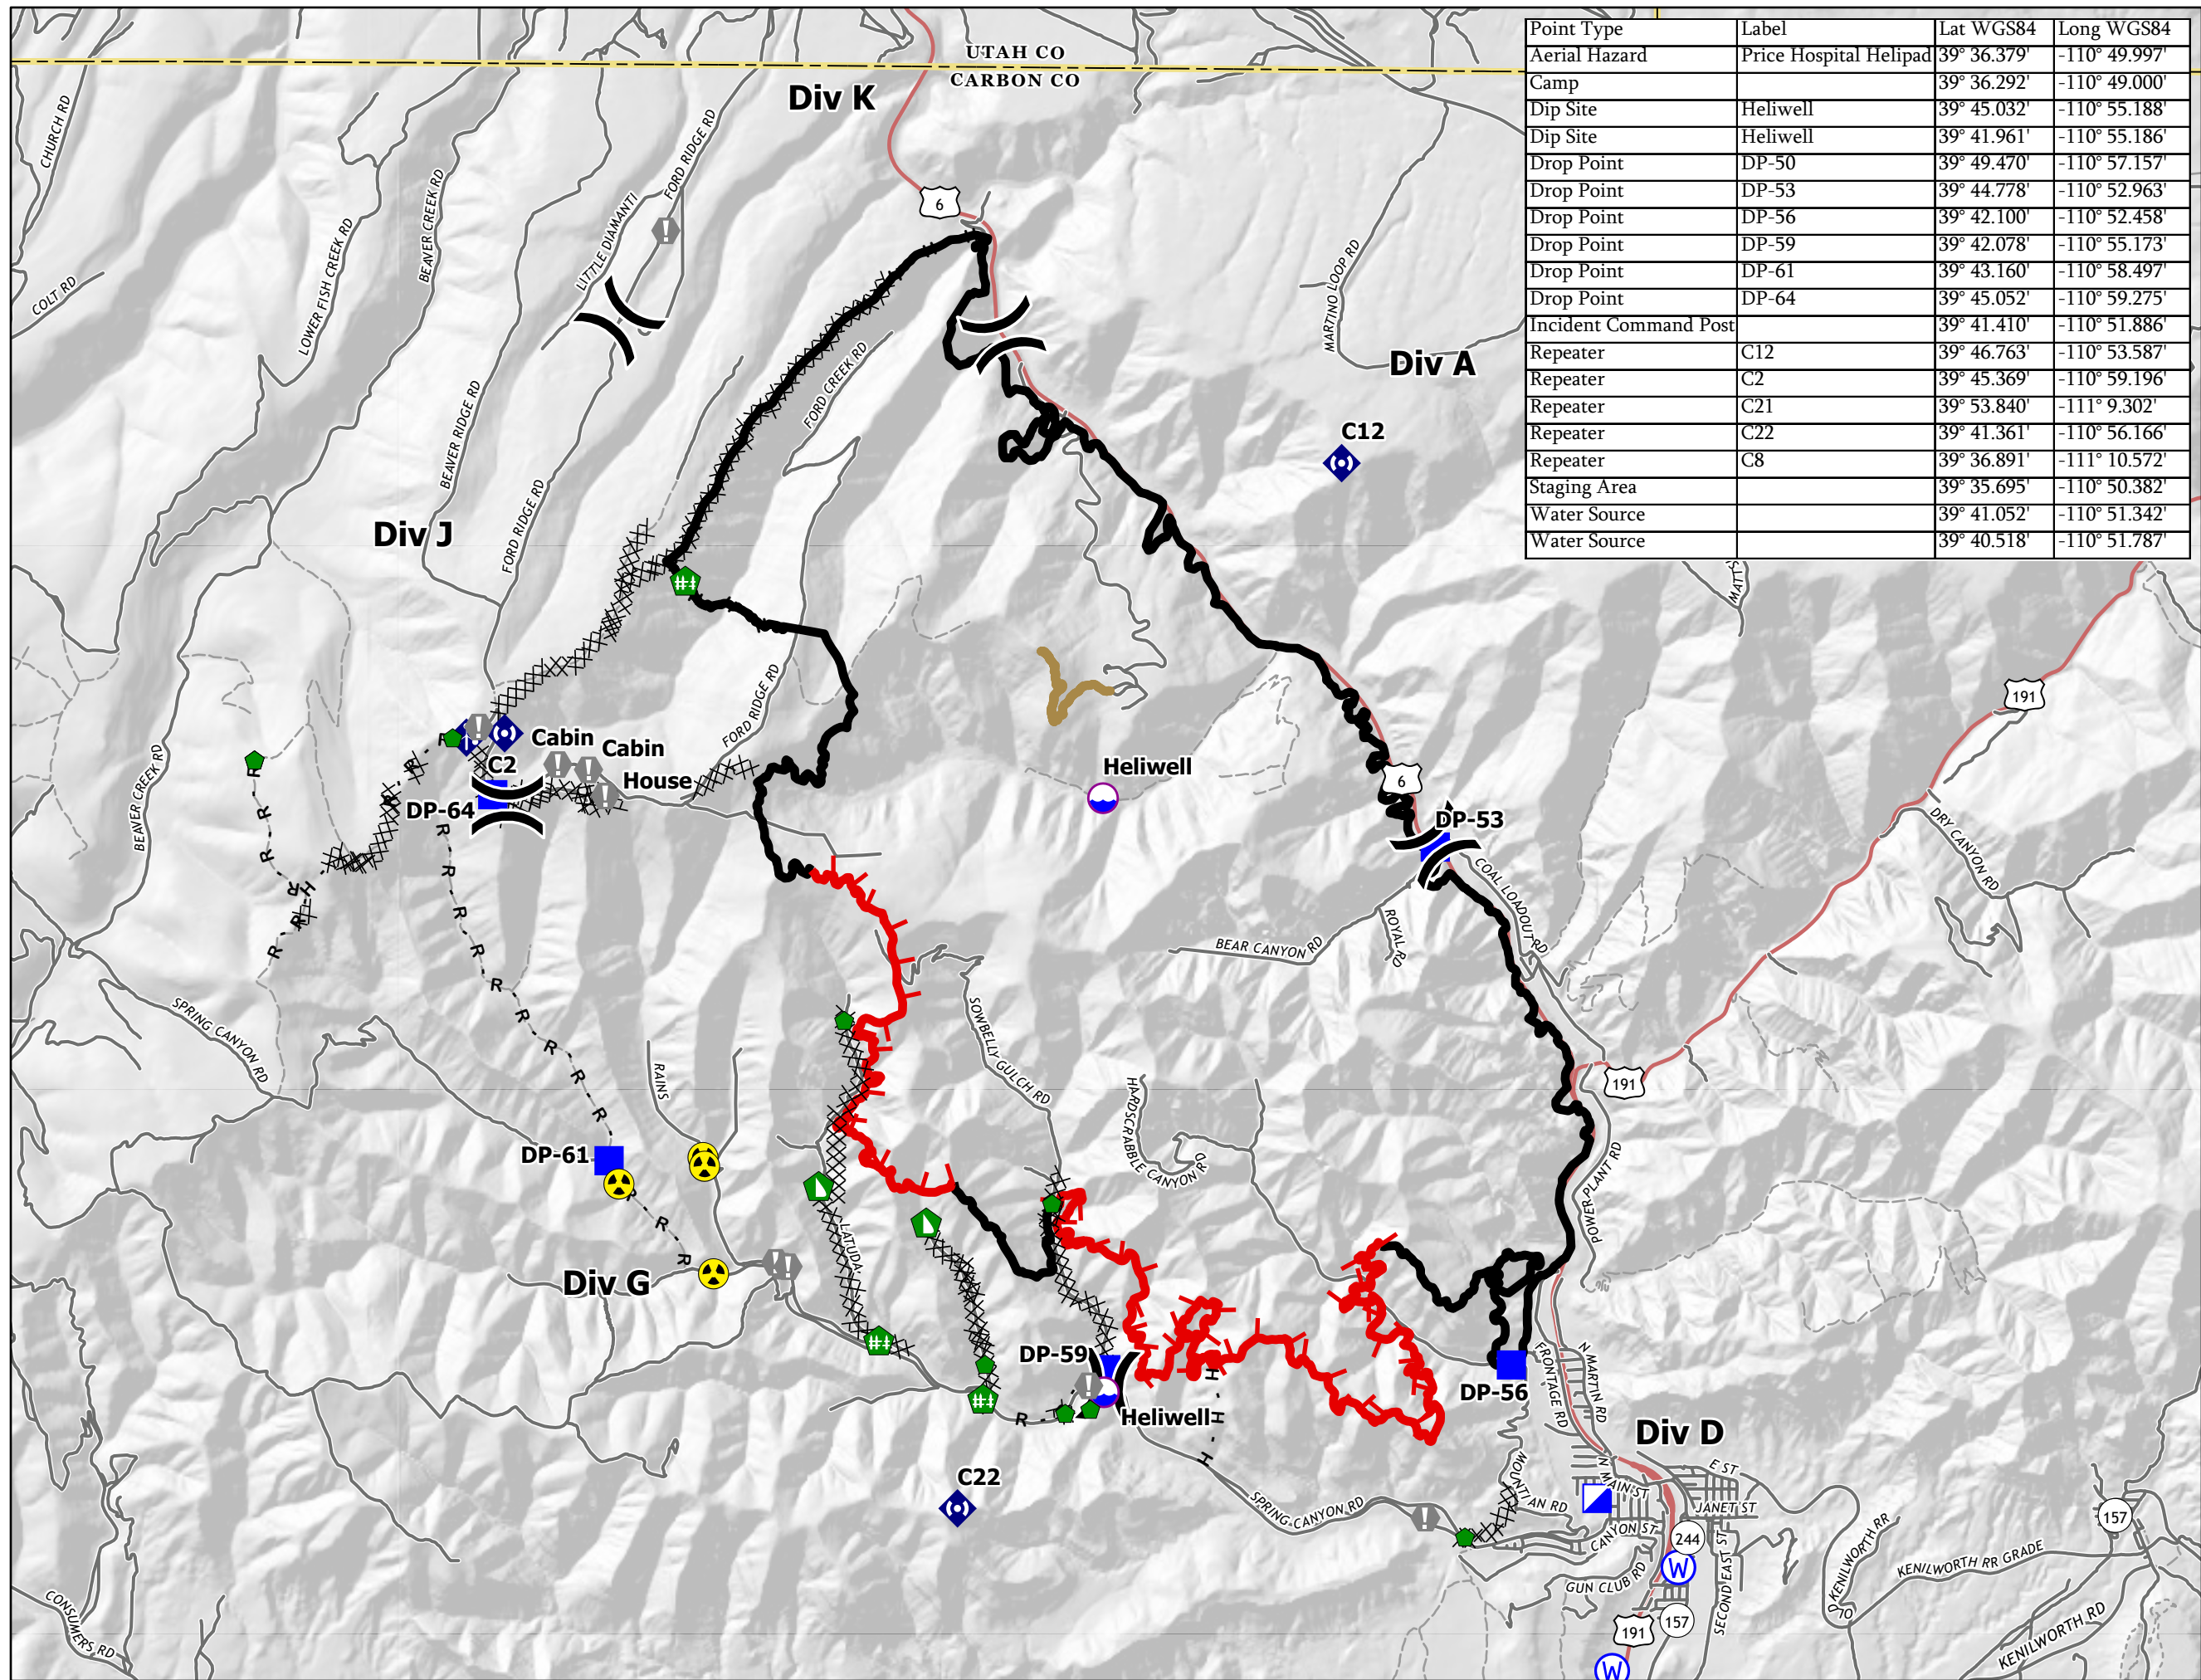 UTAH CO
CARBON CO
Div K
Point Type Label Lat WGS84 Long WGS84
Aerial Hazard Price Hospital Helipad 39° 36.379' -110° 49.997'
Camp 39° 36.292' -110° 49.000'
Dip Site Heliwell 39° 45.032' -110° 55.188'
Dip Site Heliwell 39° 41.961' -110° 55.186'
Drop Point DP-50 39° 49.470' -110° 57.157'
Drop Point DP-53 39° 44.778' -110° 52.963'
Drop Point DP-56 39° 42.100' -110° 52.458'
Drop Point DP-59 39° 42.078' -110° 55.173'
Drop Point DP-61 39° 43.160' -110° 58.497'
Drop Point DP-64 39° 45.052' -110° 59.275'
Incident Command Post 39° 41.410' -110° 51.886'
Repeater C12 39° 46.763' -110° 53.587'
Repeater C2 39° 45.369' -110° 59.196'
Repeater C21 39° 53.840' -111° 9.302'
Repeater C22 39° 41.361' -110° 56.166'
Repeater C8 39° 36.891' -111° 10.572'
Staging Area 39° 35.695' -110° 50.382'
Water Source 39° 41.052' -110° 51.342'
Water Source 39° 40.518' -110° 51.787'
CHURCH RD
FORD RIDGE RD
BEAVER CREEK RD
LITTLE DIAMANTI
6
LOWER FISH CREEK RD
COLT RD
MARTINO LOOP RD
Div A
FORD CREEK RD
BEAVER RIDGE RD
C12
FORD RIDGE RD
Div J
191
FORD RIDGE RD
Cabin
Cabin
C2
House
Heliwell
6
BEAVER CREEK RD
DP-64
DP-53
DRY CANYON RD
COAL LOADOUT RD
ROYAL RD
BEAR CANYON RD
SPRING CANYON RD
SOWBELLY GULCH RD
RAINS
191
HARDSCRABBLE CANYON RD
DP-61
POWER PLANT RD
LATUDA
Div G
DP-59
DP-56
FRONTAGE RD
N MARTIN RD
Heliwell
Div D
C22
E ST
N MAIN ST
JANET ST
SPRING CANYON RD
CANYON ST
244
157
W
GUN CLUB RD
SECOND EAST ST
OLD KENILWORTH RR
KENILWORTH RR GRADE
CONSUMERS RD
157
191
KENILWORTH RD
W